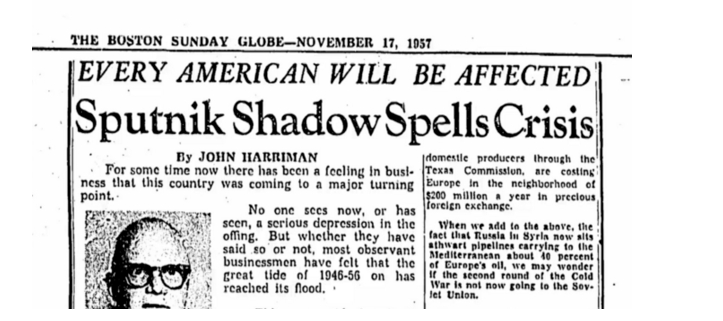 THE BOSTON SUNDAY GLOBE—NOVEMBER 17, 1957
EVERY AMERICAN WILL BE AFFECTED
Sputnik Shadow Spells Crisis
By JOHN HARRIMAN
For some time now there has been a feeling in busi-
ness that this country was coming to a major turning
point.
No one sees now, or has
seen, a serious depression in the
offing. But whether they have
said so or not, most observant
businessmen have felt that the
great tide of 1946-56 on has
reached its flood.
domestic producers through the
Texas Commission, are costing
Europe in the neighborhood of
$200 million a year in precious
foreign exchange.
When we add to the above, the
fact that Russia in Syria now sits
athwart pipelines carrying to the
Mediterranean about 40 percent
of Europe's oil, we may wonder
if the second round of the Cold
War is not now going to the Sov-
iet Union.